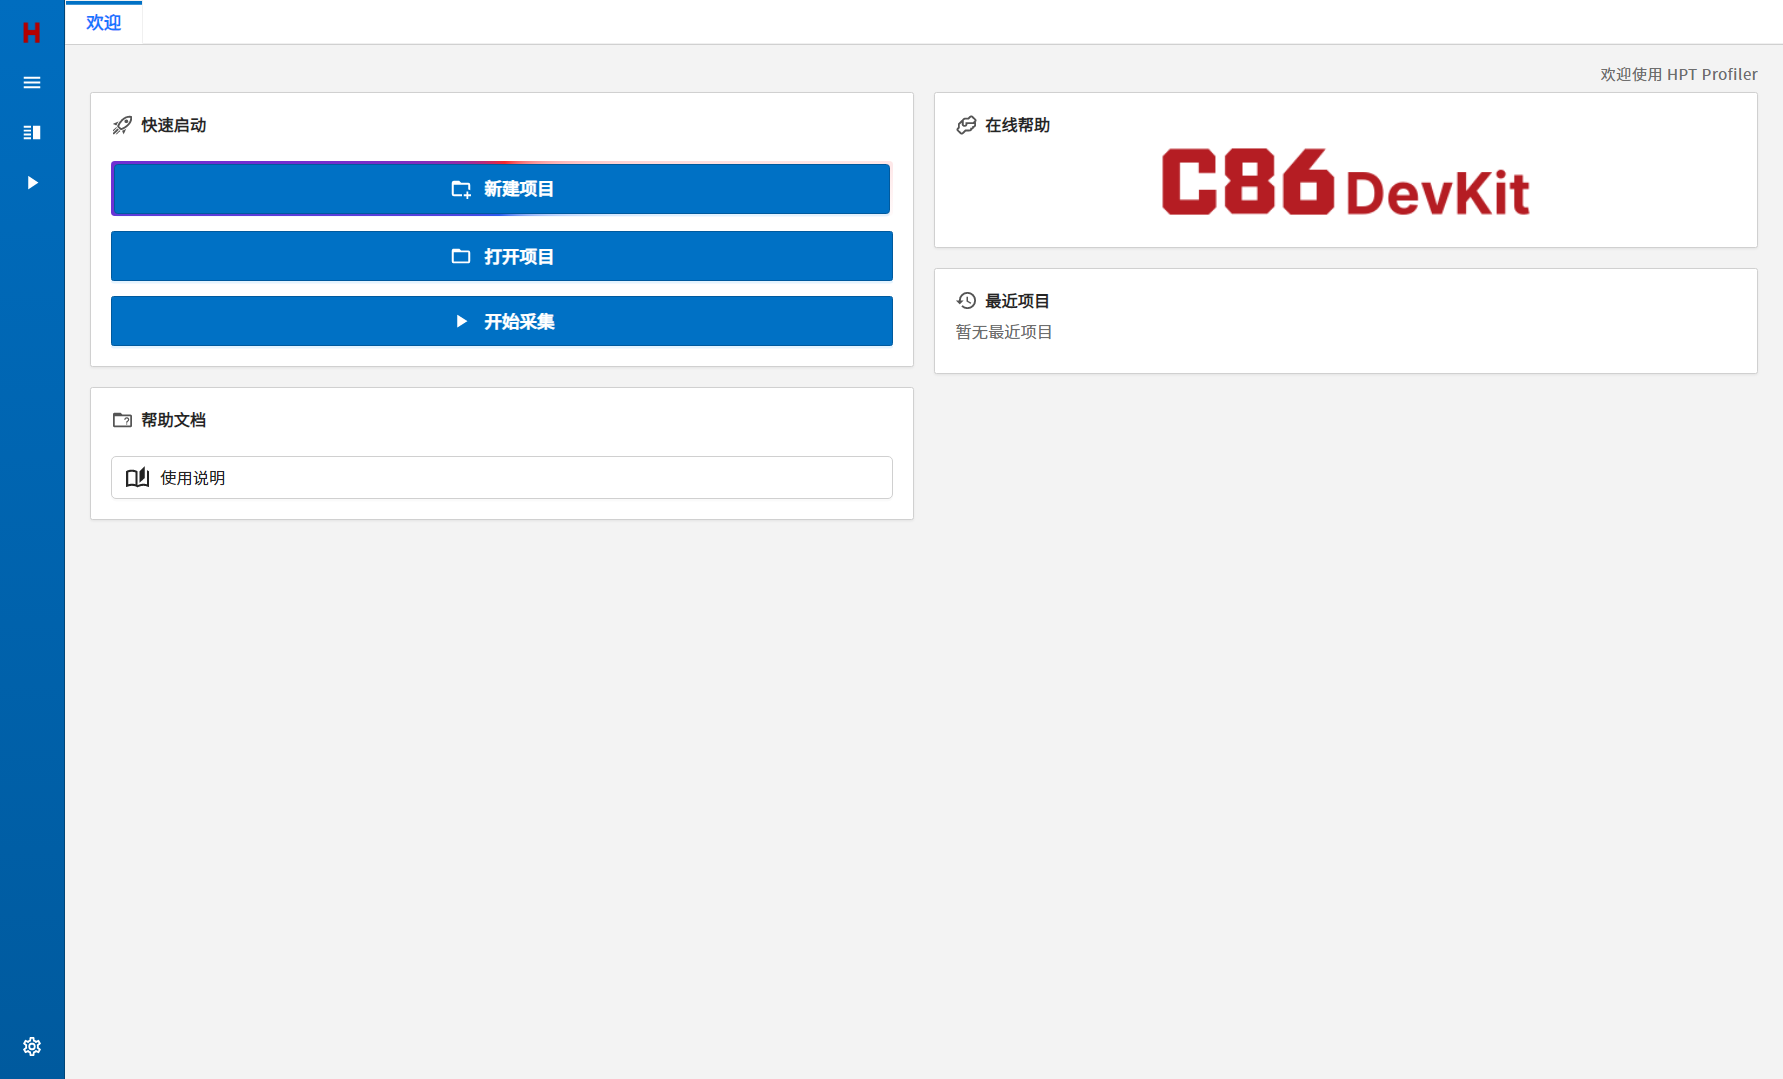 H
欢迎
欢迎使用 HPT Profiler
快速启动
新建项目
打开项目
开始采集
帮助文档
使用说明
在线帮助
C86 DevKit
最近项目
暂无最近项目